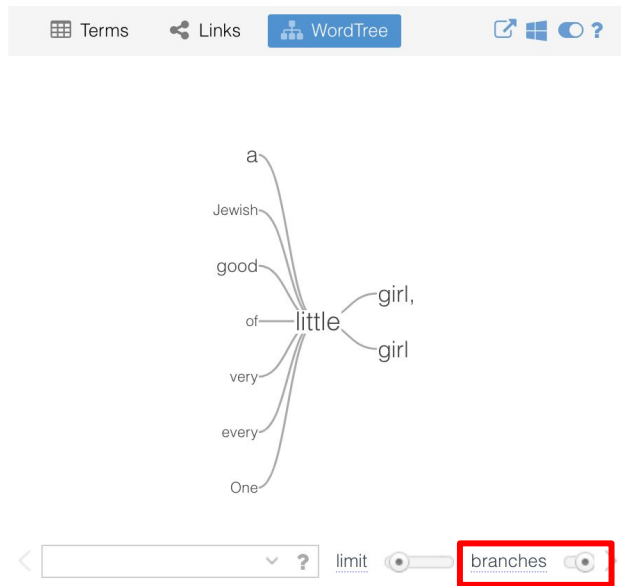 Terms Links WordTree ?
a
Jewish
good
girl,
of little
girl
very
every
One
? limit branches